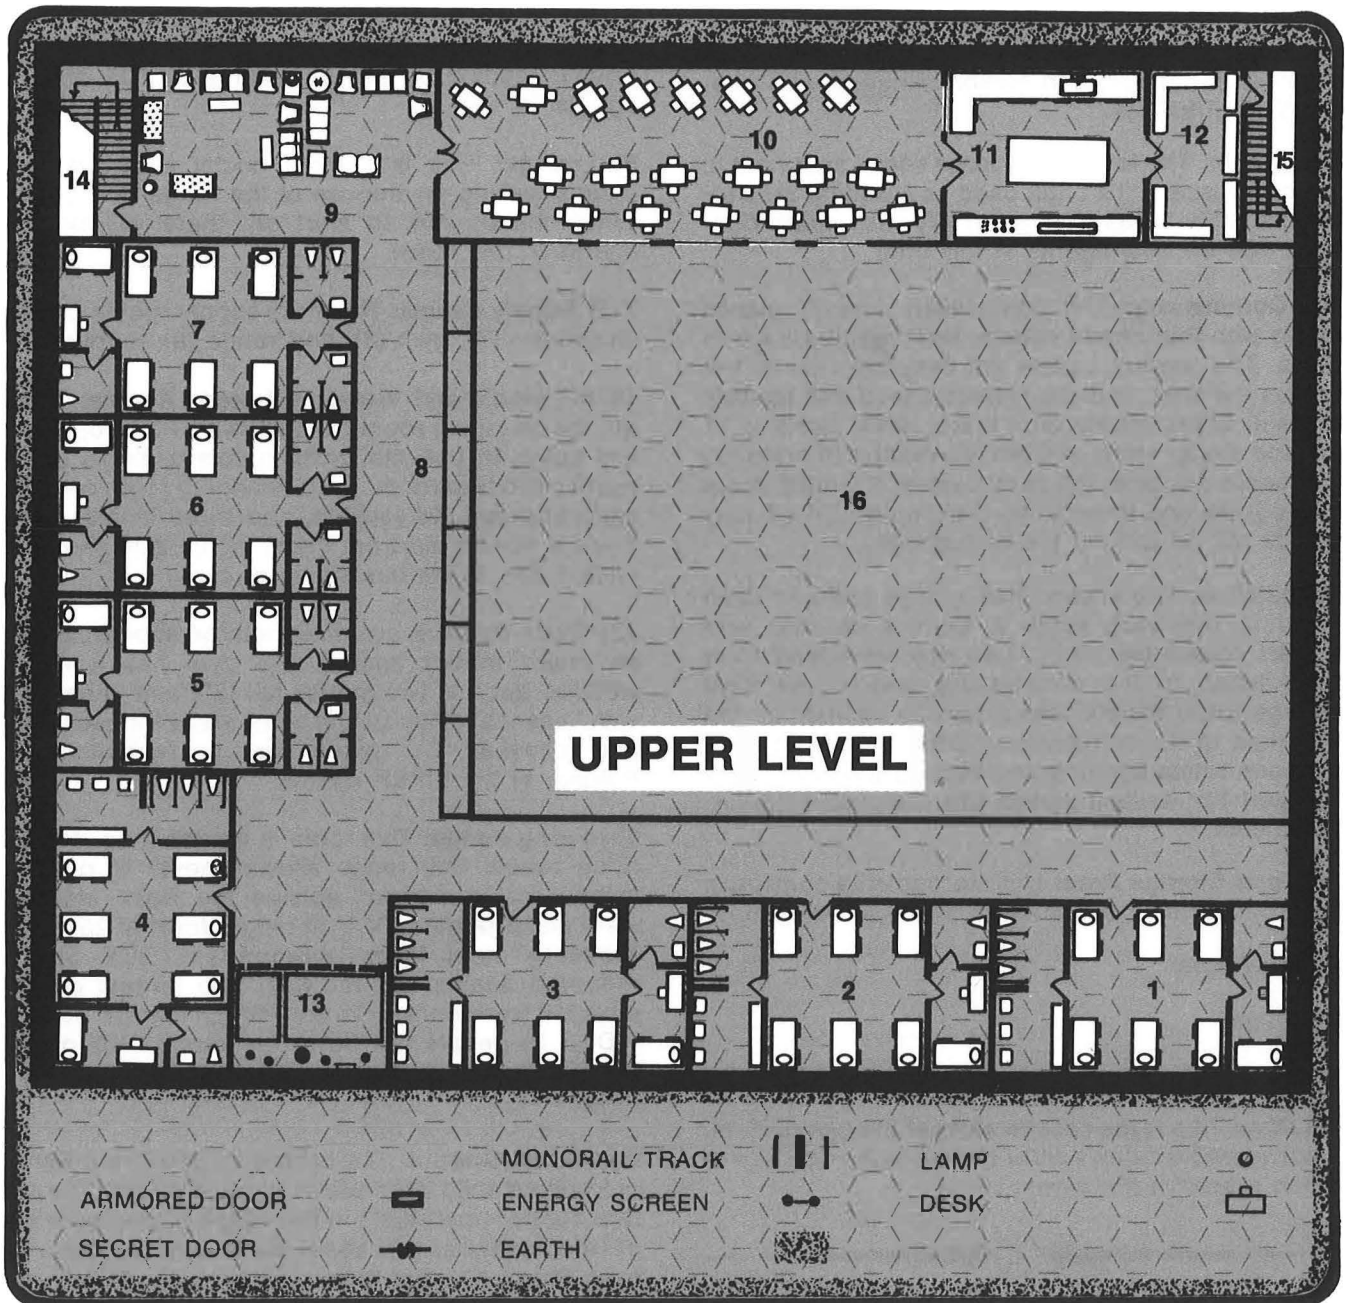 10
12
11
15
14
9
7
8
6
16
5
UPPER LEVEL
4
3
2
1
13
MONORAIL TRACK
LAMP
ARMORED DOOR
ENERGY SCREEN
DESK
SECRET DOOR
EARTH